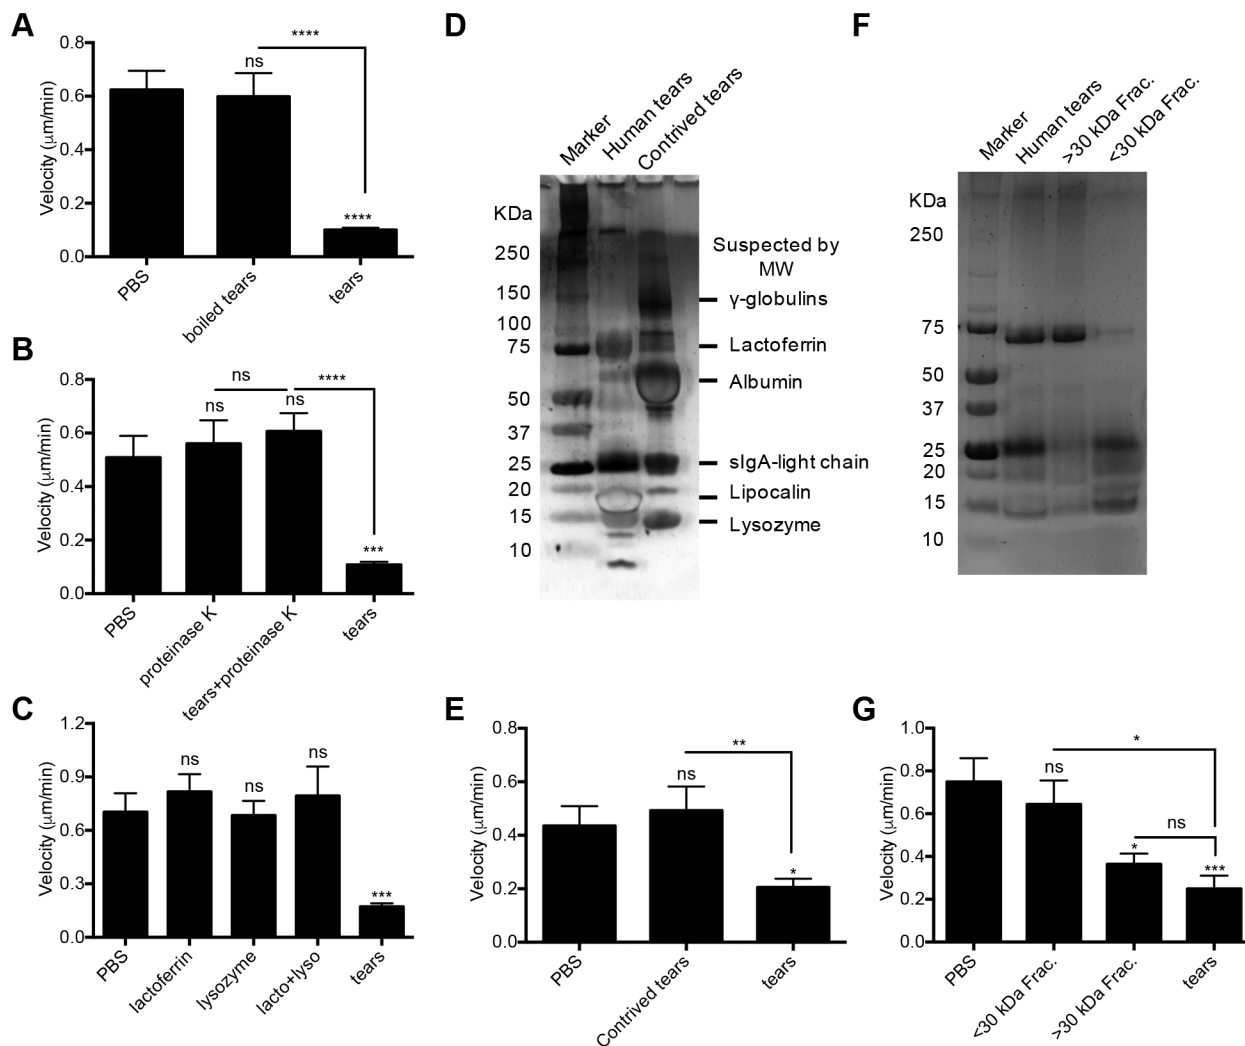 A
0.8
0.6
0.4
0.2
0.0
Velocity (μm/min)
ns
****
****
PBS
boiled tears
tears
B
0.8
0.6
0.4
0.2
0.0
Velocity (μm/min)
ns
ns
ns
****
***
PBS
proteinase K
tears+proteinase K
tears
C
1.2
0.9
0.6
0.3
0.0
Velocity (μm/min)
ns
ns
ns
***
PBS
lactoferrin
lysozyme
lacto+lyso
tears
D
Marker
Human tears
Contrived tears
KDa
250
150
100
75
50
37
25
20
15
10
Suspected by
MW
γ-globulins
Lactoferrin
Albumin
sIgA-light chain
Lipocalin
Lysozyme
E
0.8
0.6
0.4
0.2
0.0
Velocity (μm/min)
ns
**
*
PBS
Contrived tears
tears
F
Marker
Human tears
>30 kDa Frac.
<30 kDa Frac.
KDa
250
75
50
37
25
20
15
10
G
1.0
0.8
0.6
0.4
0.2
0.0
Velocity (μm/min)
*
ns
ns
*
***
PBS
<30 kDa Frac.
>30 kDa Frac.
tears